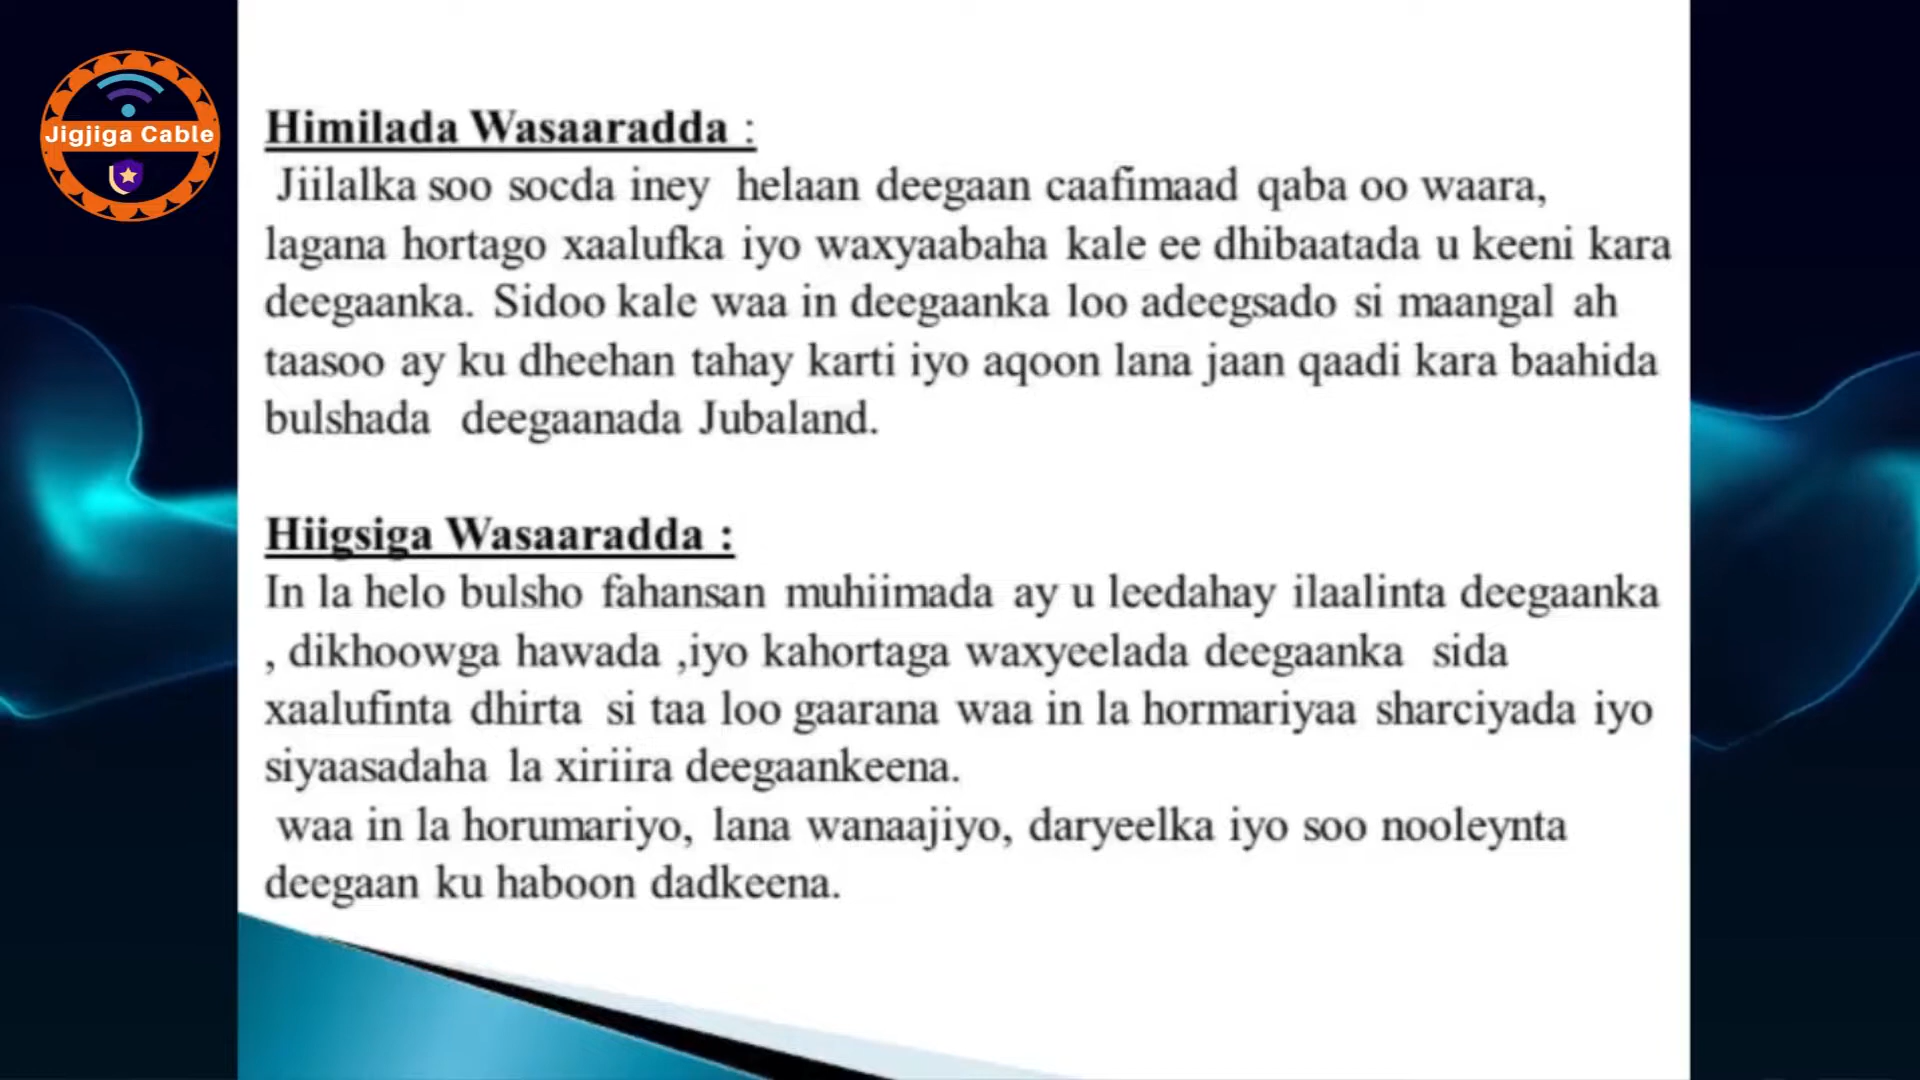 Jigjiga Cable
Himilada Wasaaradda :
Jiilalka soo socda iney helaan deegaan caafimaad qaba oo waara,
lagana hortago xaalufka iyo waxyaabaha kale ee dhibaatada u keeni kara
deegaanka. Sidoo kale waa in deegaanka loo adeegsado si maangal ah
taasoo ay ku dheehan tahay karti iyo aqoon lana jaan qaadi kara baahida
bulshada deegaanada Jubaland.
Hiigsiga Wasaaradda :
In la helo bulsho fahansan muhiimada ay u leedahay ilaalinta deegaanka
, dikhoowga hawada ,iyo kahortaga waxyeelada deegaanka sida
xaalufinta dhirta si taa loo gaarana waa in la hormariyaa sharciyada iyo
siyaasadaha la xiriira deegaankeena.
waa in la horumariyo, lana wanaajiyo, daryeelka iyo soo nooleynta
deegaan ku haboon dadkeena.